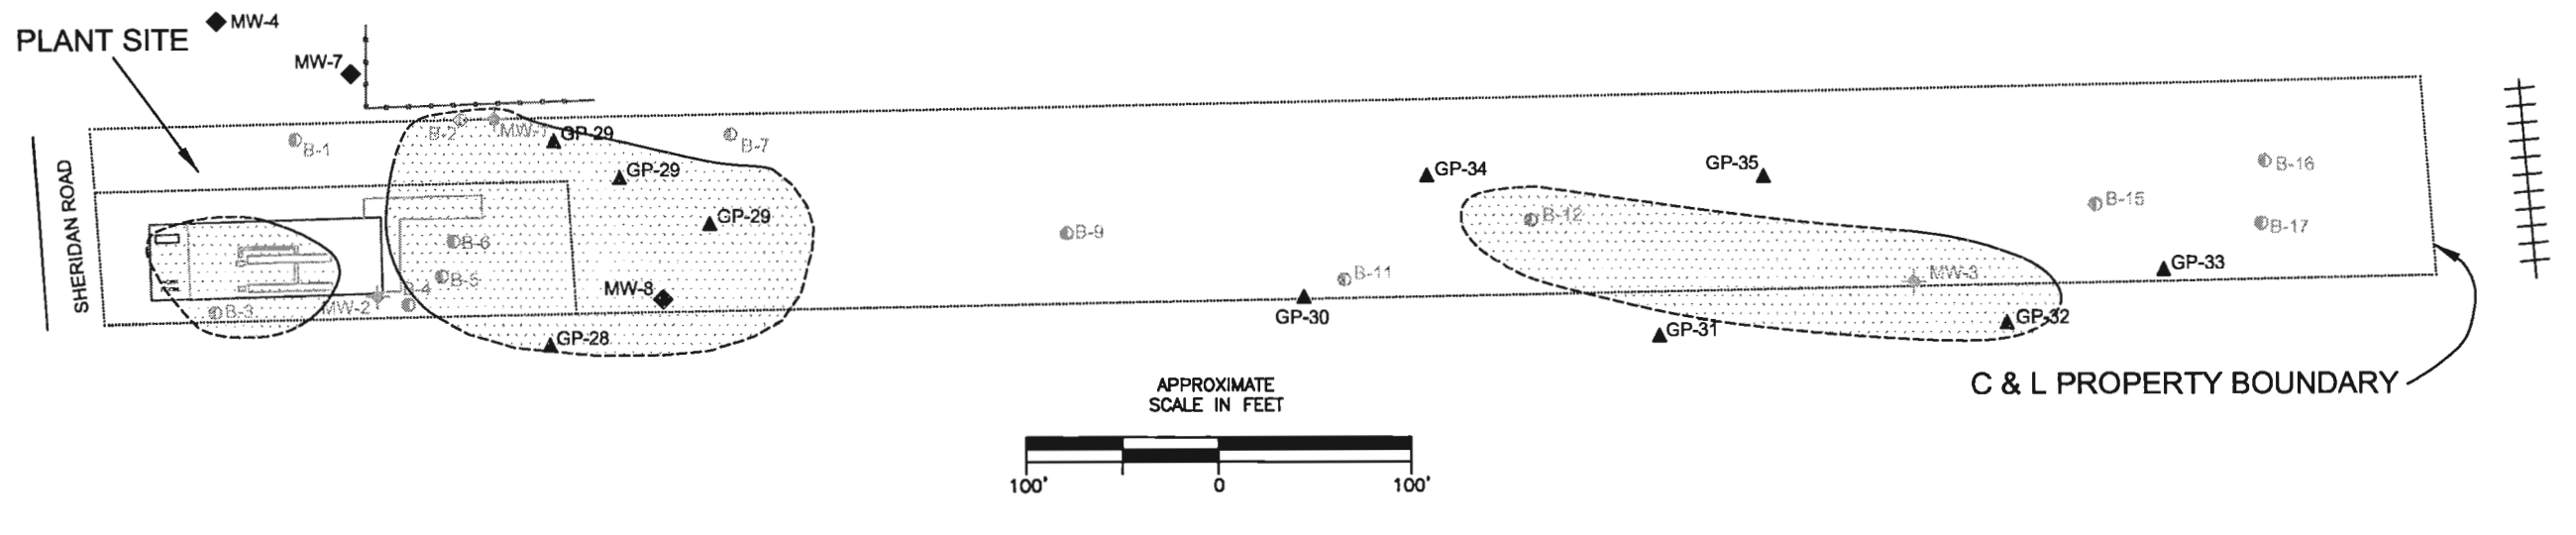 MW-4
PLANT SITE
MW-7
SHERIDAN ROAD
B-1
B-2
MW-1
GP-29
B-7
GP-29
GP-29
B-6
B-5
B-4
MW-2
B-3
MW-8
GP-28
B-9
B-11
GP-30
GP-34
GP-35
B-12
MW-3
GP-31
GP-32
B-15
B-16
B-17
GP-33
C & L PROPERTY BOUNDARY
APPROXIMATE
SCALE IN FEET
100' 0 100'